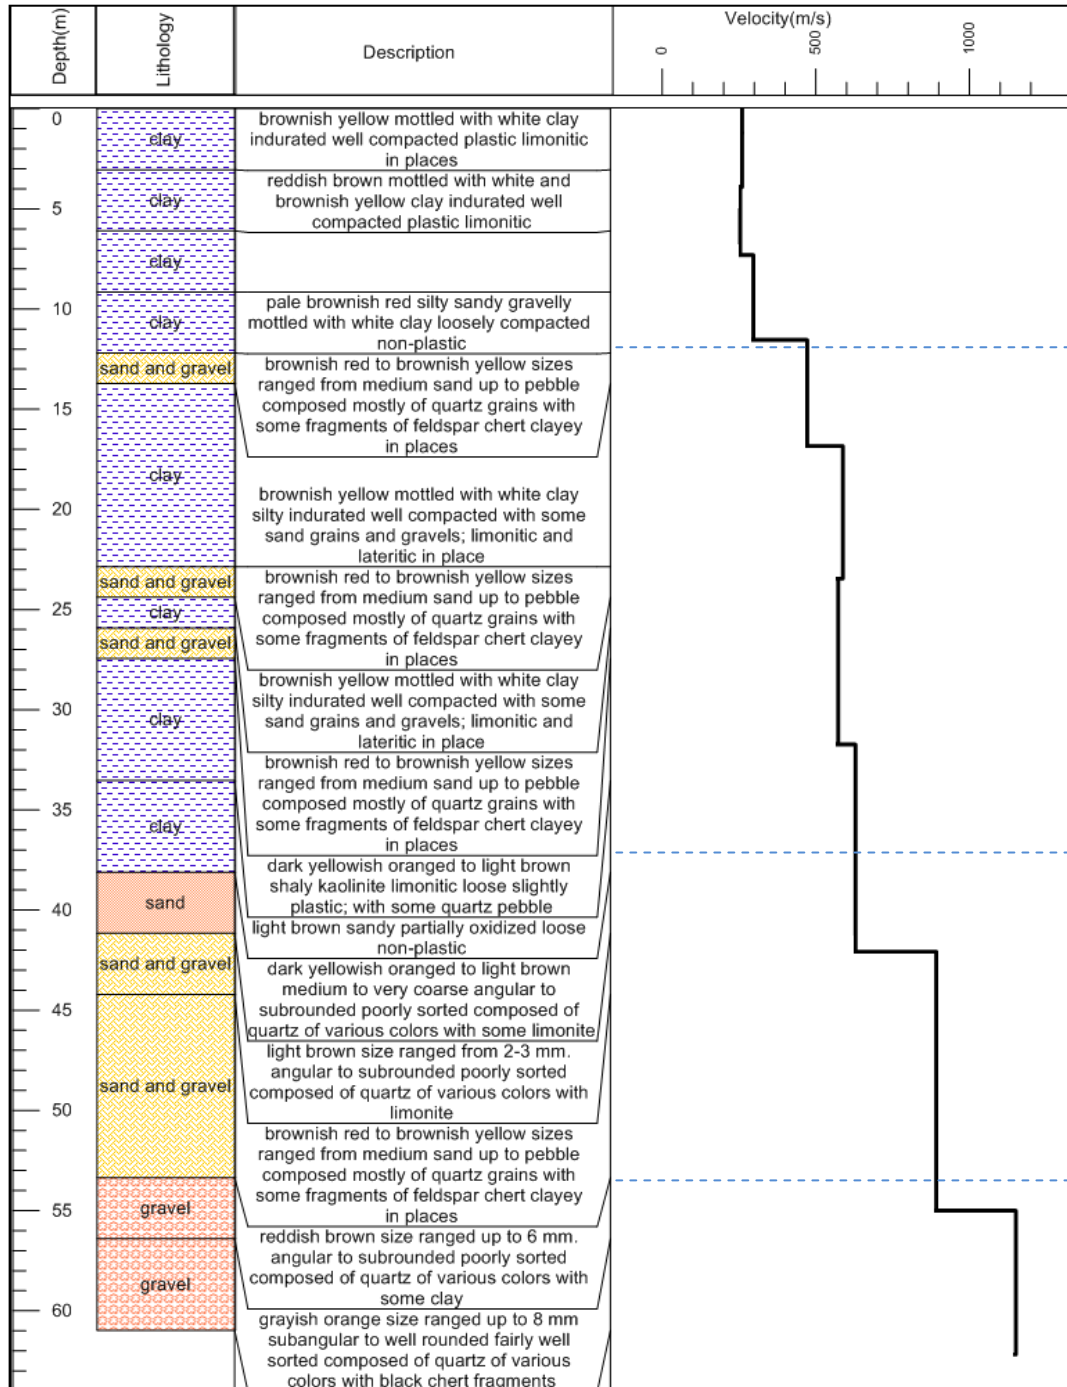 Depth(m)
Lithology
Description
Velocity(m/s)
0
500
1000
0
5
10
15
20
25
30
35
40
45
50
55
60
clay
clay
clay
clay
sand and gravel
clay
sand and gravel
clay
sand and gravel
clay
clay
sand
sand and gravel
sand and gravel
gravel
gravel
brownish yellow mottled with white clay
indurated well compacted plastic limonitic
in places
reddish brown mottled with white and
brownish yellow clay indurated well
compacted plastic limonitic
pale brownish red silty sandy gravelly
mottled with white clay loosely compacted
non-plastic
brownish red to brownish yellow sizes
ranged from medium sand up to pebble
composed mostly of quartz grains with
some fragments of feldspar chert clayey
in places
brownish yellow mottled with white clay
silty indurated well compacted with some
sand grains and gravels; limonitic and
lateritic in place
brownish red to brownish yellow sizes
ranged from medium sand up to pebble
composed mostly of quartz grains with
some fragments of feldspar chert clayey
in places
brownish yellow mottled with white clay
silty indurated well compacted with some
sand grains and gravels; limonitic and
lateritic in place
brownish red to brownish yellow sizes
ranged from medium sand up to pebble
composed mostly of quartz grains with
some fragments of feldspar chert clayey
in places
dark yellowish oranged to light brown
shaly kaolinite limonitic loose slightly
plastic; with some quartz pebble
light brown sandy partially oxidized loose
non-plastic
dark yellowish oranged to light brown
medium to very coarse angular to
subrounded poorly sorted composed of
quartz of various colors with some limonite
light brown size ranged from 2-3 mm.
angular to subrounded poorly sorted
composed of quartz of various colors with
limonite
brownish red to brownish yellow sizes
ranged from medium sand up to pebble
composed mostly of quartz grains with
some fragments of feldspar chert clayey
in places
reddish brown size ranged up to 6 mm.
angular to subrounded poorly sorted
composed of quartz of various colors with
some clay
grayish orange size ranged up to 8 mm
subangular to well rounded fairly well
sorted composed of quartz of various
colors with black chert fragments